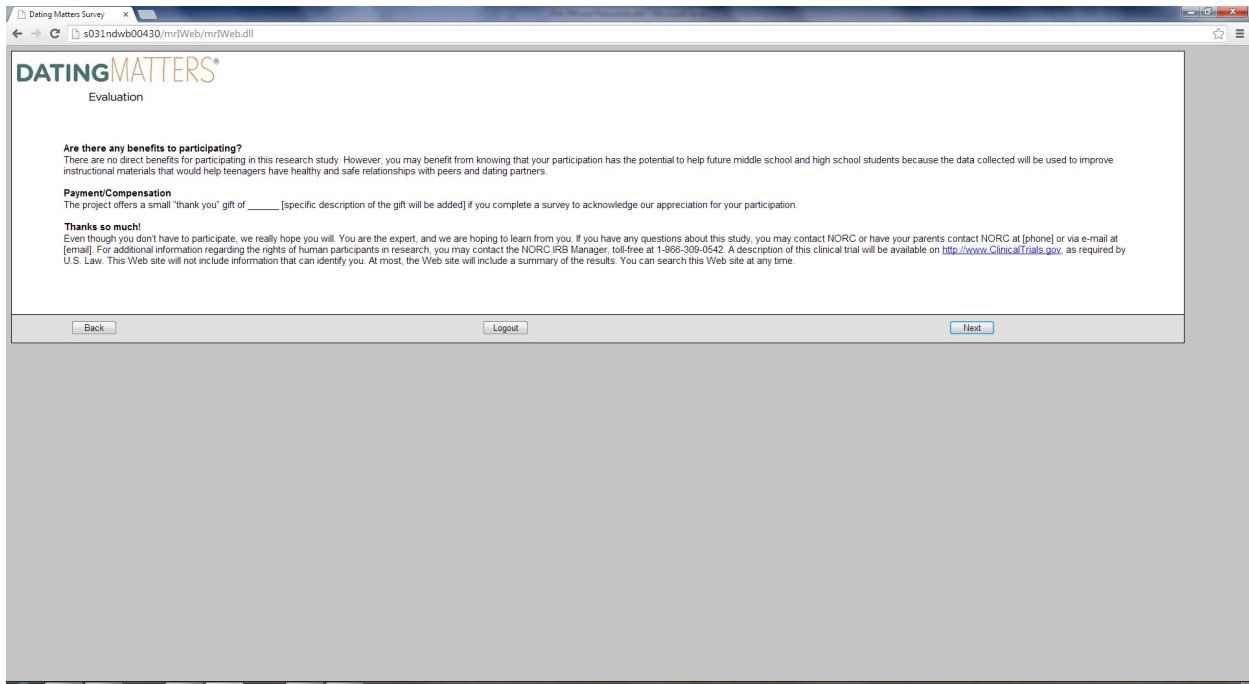 Dating Matters Survey
s031ndwb00430/mrIWeb/mrIWeb.dll
DATINGMATTERS®
Evaluation
Are there any benefits to participating?
There are no direct benefits for participating in this research study. However, you may benefit from knowing that your participation has the potential to help future middle school and high school students because the data collected will be used to improve
instructional materials that would help teenagers have healthy and safe relationships with peers and dating partners.
Payment/Compensation
The project offers a small "thank you" gift of ______ [specific description of the gift will be added] if you complete a survey to acknowledge our appreciation for your participation.
Thanks so much!
Even though you don't have to participate, we really hope you will. You are the expert, and we are hoping to learn from you. If you have any questions about this study, you may contact NORC or have your parents contact NORC at [phone] or via e-mail at
[email]. For additional information regarding the rights of human participants in research, you may contact the NORC IRB Manager, toll-free at 1-866-309-0542. A description of this clinical trial will be available on http://www.ClinicalTrials.gov, as required by
U.S. Law. This Web site will not include information that can identify you. At most, the Web site will include a summary of the results. You can search this Web site at any time.
Back Logout Next